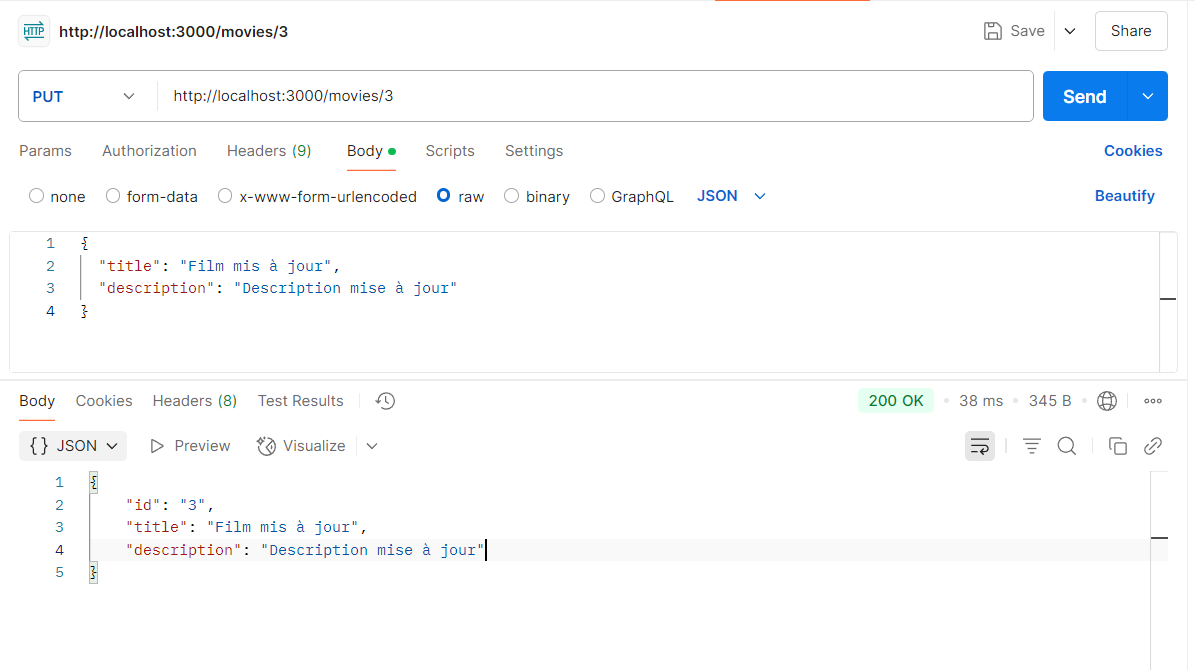 HTTP http://localhost:3000/movies/3 Save Share
PUT http://localhost:3000/movies/3 Send
Params Authorization Headers (9) Body Scripts Settings Cookies
none form-data x-www-form-urlencoded raw binary GraphQL JSON Beautify
1 {
2 "title": "Film mis à jour",
3 "description": "Description mise à jour"
4 }
Body Cookies Headers (8) Test Results 200 OK 38 ms 345 B
{} JSON Preview Visualize
1 {
2 "id": "3",
3 "title": "Film mis à jour",
4 "description": "Description mise à jour"
5 }